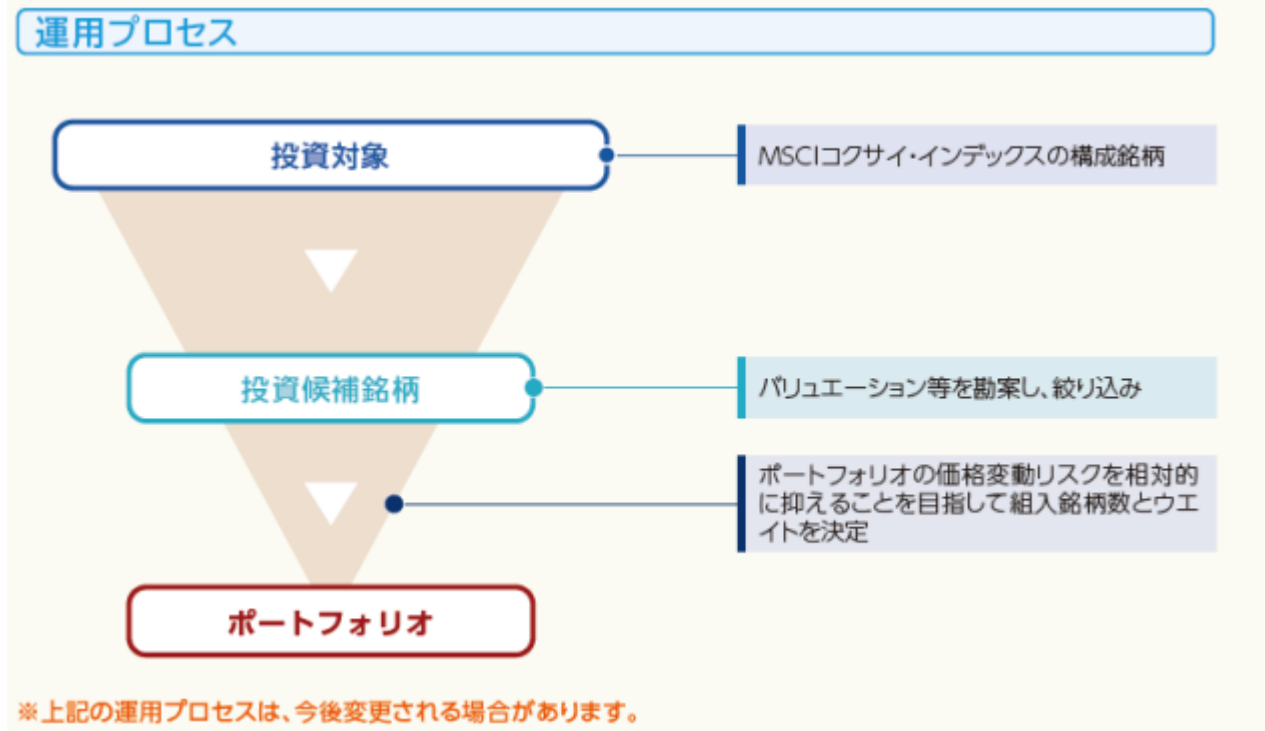 運用プロセス
投資対象
MSCIコクサイ・インデックスの構成銘柄
投資候補銘柄
バリュエーション等を勘案し、絞り込み
ポートフォリオの価格変動リスクを相対的
に抑えることを目指して組入銘柄数とウエ
イトを決定
ポートフォリオ
※上記の運用プロセスは、今後変更される場合があります。